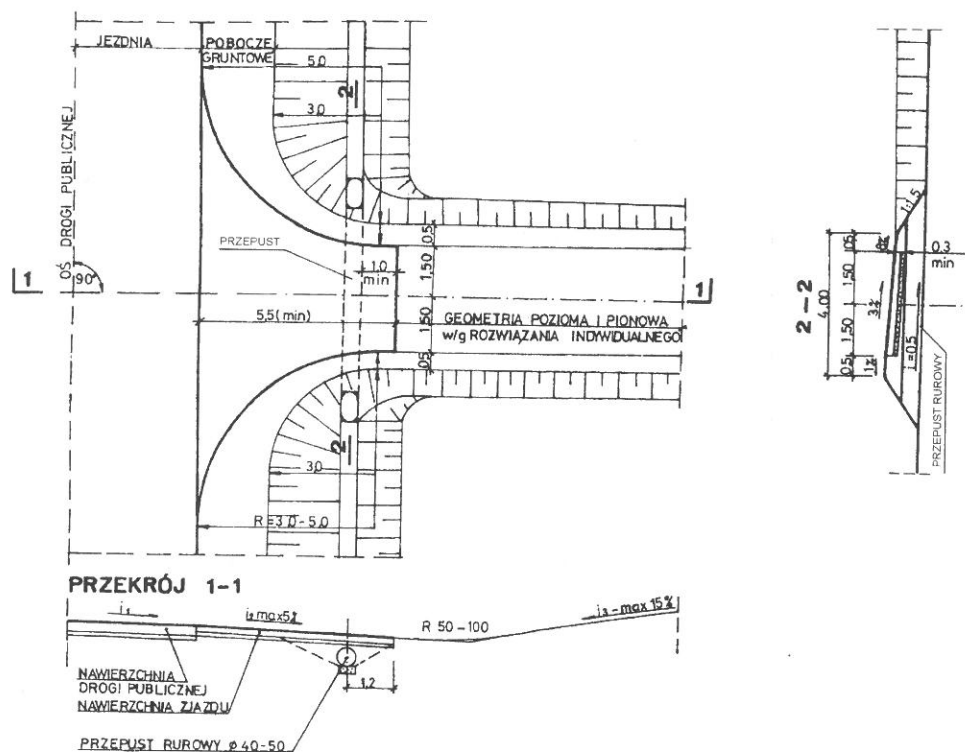 JEZDNIA
POBOCZE
GRUNTOWE
5,0
2
3,0
OŚ DROGI PUBLICZNEJ
90°
1
PRZEPUST
1,0
min
0,5
1,50
1,50
0,5
1
5,5(min)
GEOMETRIA POZIOMA I PIONOWA
w/g ROZWIĄZANIA INDYWIDUALNEGO
2
3,0
R=3,0-5,0
2-2
4,00
0,5
1,50
1,50
0,5
1:1,5
0.3
min
3%
1%
i=0,5
PRZEPUST RUROWY
PRZEKRÓJ 1-1
i₁
i₂ max5%
R 50-100
i₃-max 15%
NAWIERZCHNIA
DROGI PUBLICZNEJ
NAWIERZCHNIA ZJAZDU
1,2
PRZEPUST RUROWY ø 40-50